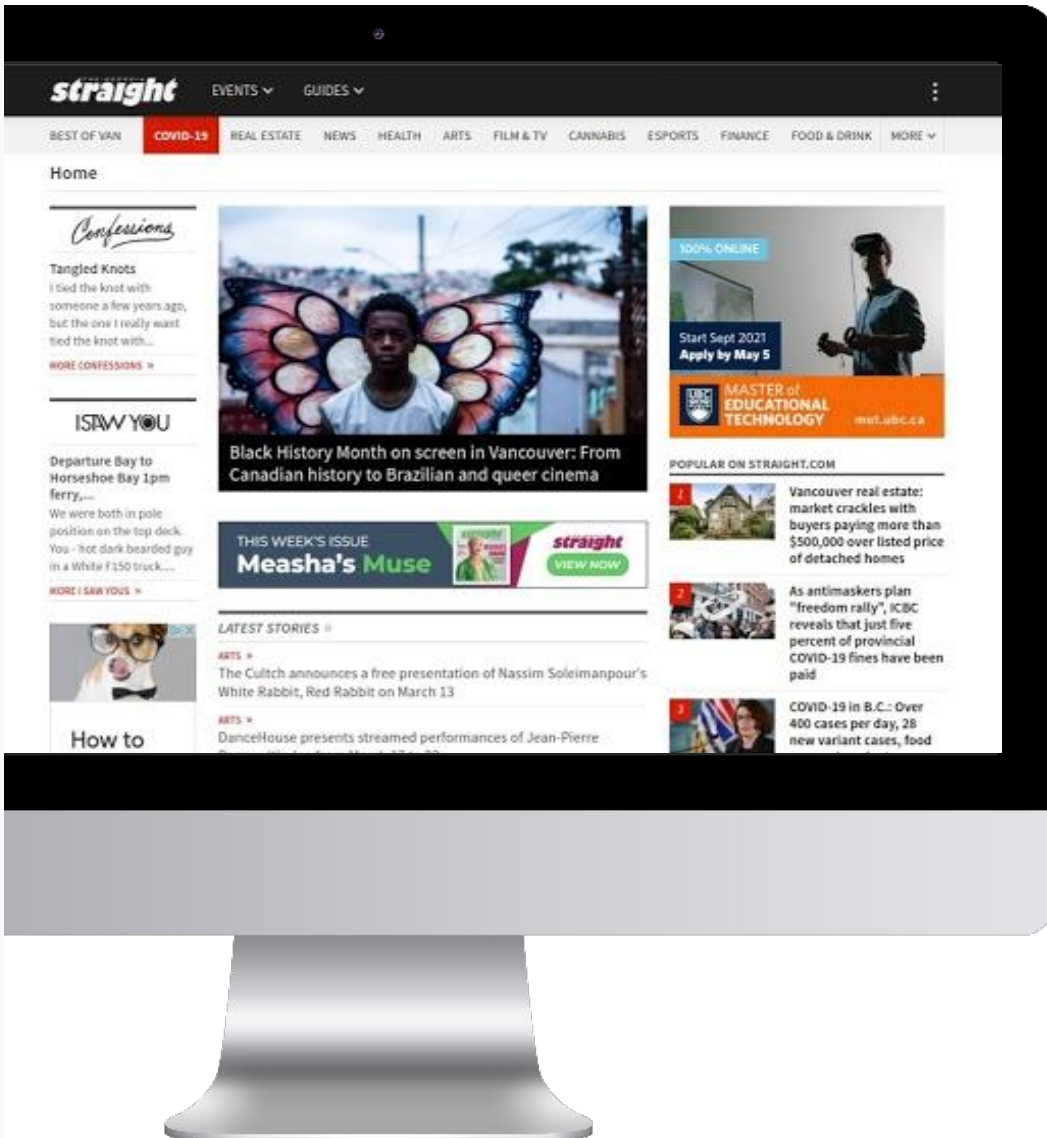 straight
EVENTS
GUIDES
BEST OF VAN
COVID-19
REAL ESTATE
NEWS
HEALTH
ARTS
FILM & TV
CANNABIS
ESPORTS
FINANCE
FOOD & DRINK
MORE
Home
Confessions
Tangled Knots
I tied the knot with
someone a few years ago,
but the one I really want
tied the knot with...
MORE CONFESSIONS »
I SAW YOU
Departure Bay to
Horseshoe Bay 1pm
ferry,...
We were both in pole
position on the top deck.
You - hot dark bearded guy
in a White F150 truck....
MORE I SAW YOUS »
How to
Black History Month on screen in Vancouver: From
Canadian history to Brazilian and queer cinema
THIS WEEK'S ISSUE
Measha's Muse
straight
VIEW NOW
LATEST STORIES »
ARTS »
The Cultch announces a free presentation of Nassim Soleimanpour's
White Rabbit, Red Rabbit on March 13
ARTS »
DanceHouse presents streamed performances of Jean-Pierre
100% ONLINE
Start Sept 2021
Apply by May 5
UBC
MASTER of
EDUCATIONAL
TECHNOLOGY
met.ubc.ca
POPULAR ON STRAIGHT.COM
1
Vancouver real estate:
market crackles with
buyers paying more than
$500,000 over listed price
of detached homes
2
As antimaskers plan
"freedom rally", ICBC
reveals that just five
percent of provincial
COVID-19 fines have been
paid
3
COVID-19 in B.C.: Over
400 cases per day, 28
new variant cases, food